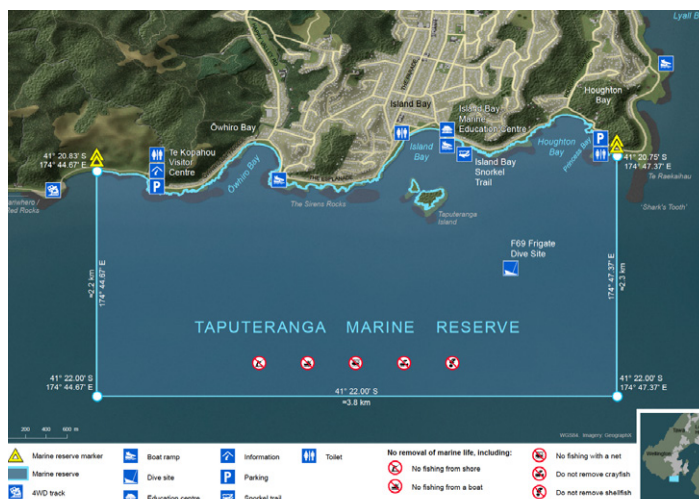 Lyall B
Houghton
Bay
Island Bay
THE PARADE
Ōwhiro Bay
Island Bay
Marine
Education Centre
Te Kopahou
Visitor
Centre
41° 20.83' S
174° 44.67' E
Ōwhiro Bay
Island
Bay
Houghton
Bay
Princess Bay
41° 20.75' S
174° 47.37' E
Island Bay
Snorkel
Trail
Te Raekaihau
'Shark's Tooth'
Red Rocks
THE ESPLANADE
The Sirens Rocks
Taputeranga
Island
F69 Frigate
Dive Site
≈2.2 km
174° 44.67' E
174° 47.37' E
≈2.3 km
TAPUTERANGA MARINE RESERVE
41° 22.00' S
174° 44.67' E
41° 22.00' S
≈3.8 km
41° 22.00' S
174° 47.37' E
200 400 600 m
WGS84 Imagery: Geographx
Marine reserve marker
Marine reserve
4WD track
Boat ramp
Dive site
Education centre
Information
P Parking
Snorkel trail
Toilet
No removal of marine life, including:
No fishing from shore
No fishing from a boat
No fishing with a net
Do not remove crayfish
Do not remove shellfish